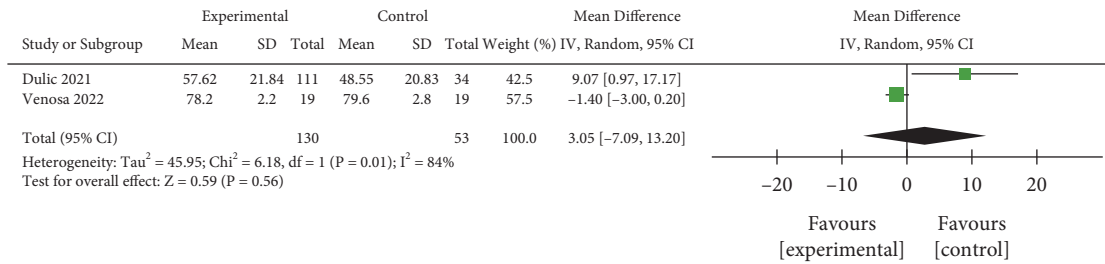 Experimental Control Mean Difference Mean Difference
Study or Subgroup Mean SD Total Mean SD Total Weight (%) IV, Random, 95% CI IV, Random, 95% CI
Dulic 2021 57.62 21.84 111 48.55 20.83 34 42.5 9.07 [0.97, 17.17]
Venosa 2022 78.2 2.2 19 79.6 2.8 19 57.5 –1.40 [–3.00, 0.20]
Total (95% CI) 130 53 100.0 3.05 [–7.09, 13.20]
Heterogeneity: Tau² = 45.95; Chi² = 6.18, df = 1 (P = 0.01); I² = 84%
Test for overall effect: Z = 0.59 (P = 0.56)
–20 –10 0 10 20
Favours Favours
[experimental] [control]